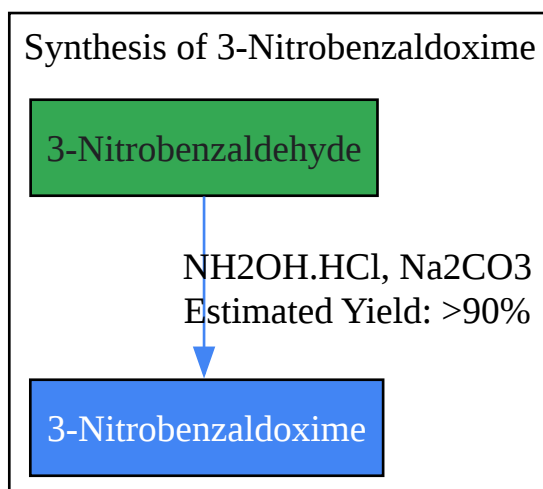 Synthesis of 3-Nitrobenzaldoxime
3-Nitrobenzaldehyde
NH2OH.HCl, Na2CO3
Estimated Yield: >90%
3-Nitrobenzaldoxime